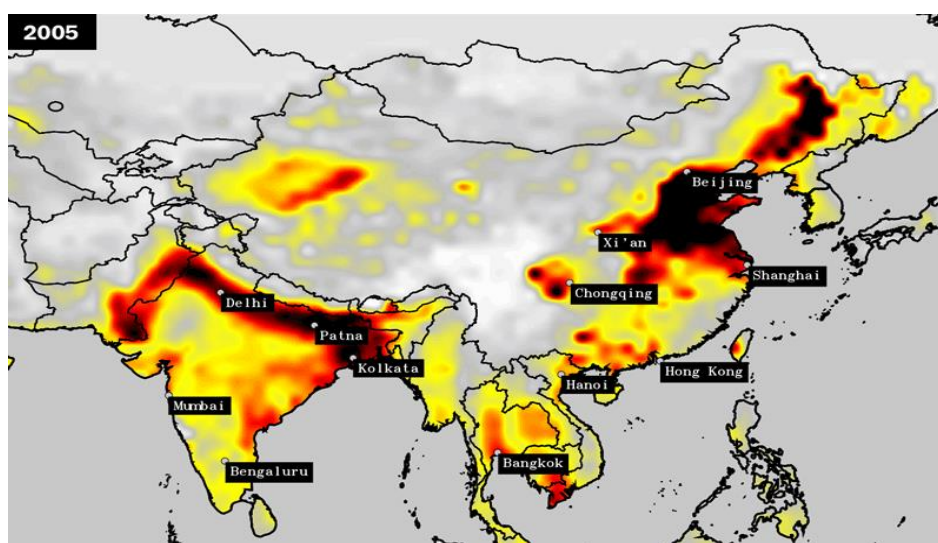 2005
Beijing
Xi'an
Shanghai
Chongqing
Delhi
Patna
Kolkata
Hong Kong
Hanoi
Mumbai
Bangkok
Bengaluru